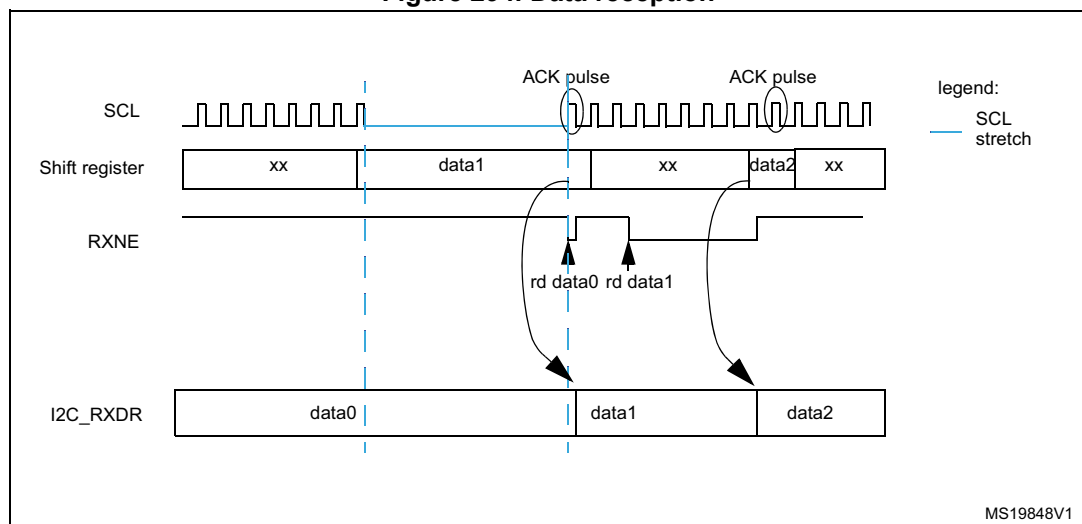 ACK pulse ACK pulse
legend:
SCL
SCL
stretch
Shift register
xx data1 xx data2 xx
RXNE
rd data0 rd data1
I2C_RXDR data0 data1 data2
MS19848V1